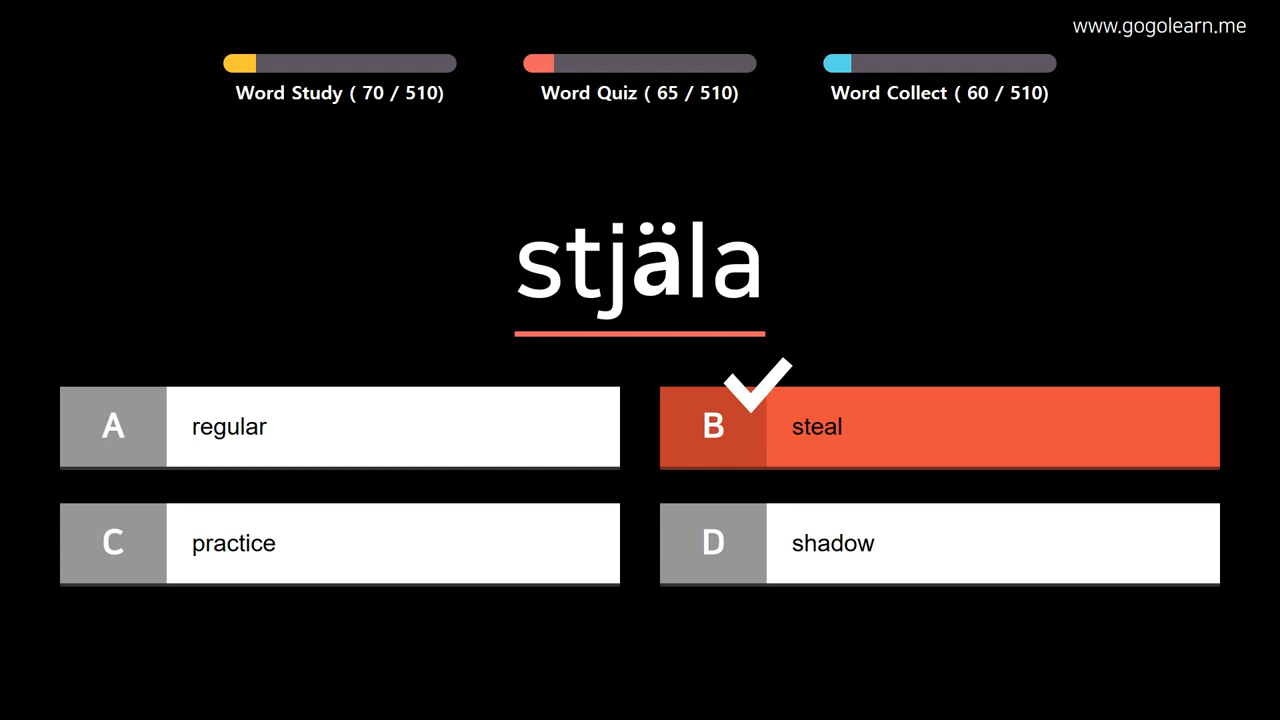 www.gogolearn.me
Word Study ( 70 / 510)
Word Quiz ( 65 / 510)
Word Collect ( 60 / 510)
stjäla
A regular
B steal
C practice
D shadow